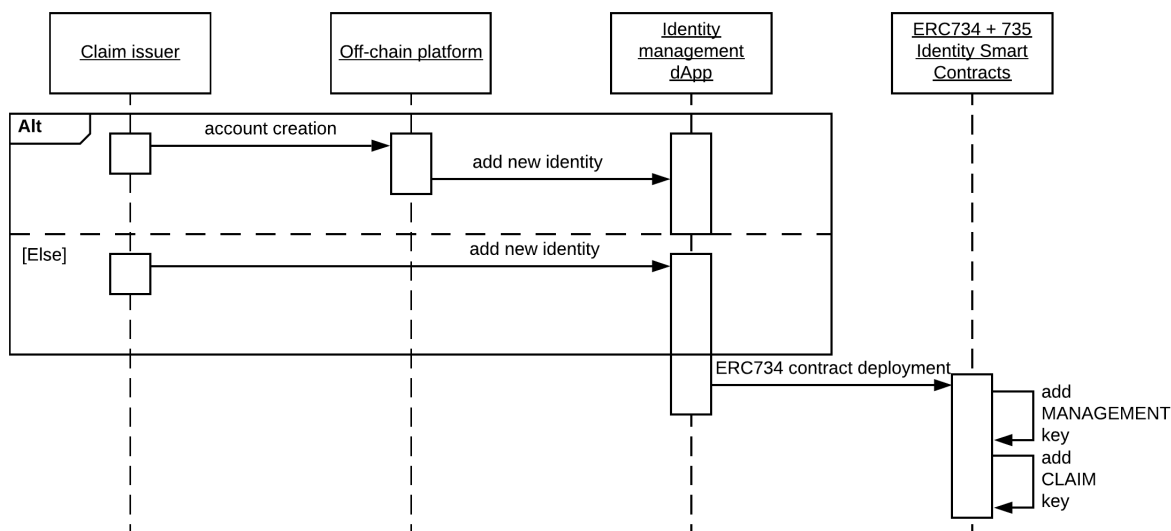 Claim issuer
Off-chain platform
Identity
management
dApp
ERC734 + 735
Identity Smart
Contracts
Alt
account creation
add new identity
[Else]
add new identity
ERC734 contract deployment
add
MANAGEMENT
key
add
CLAIM
key